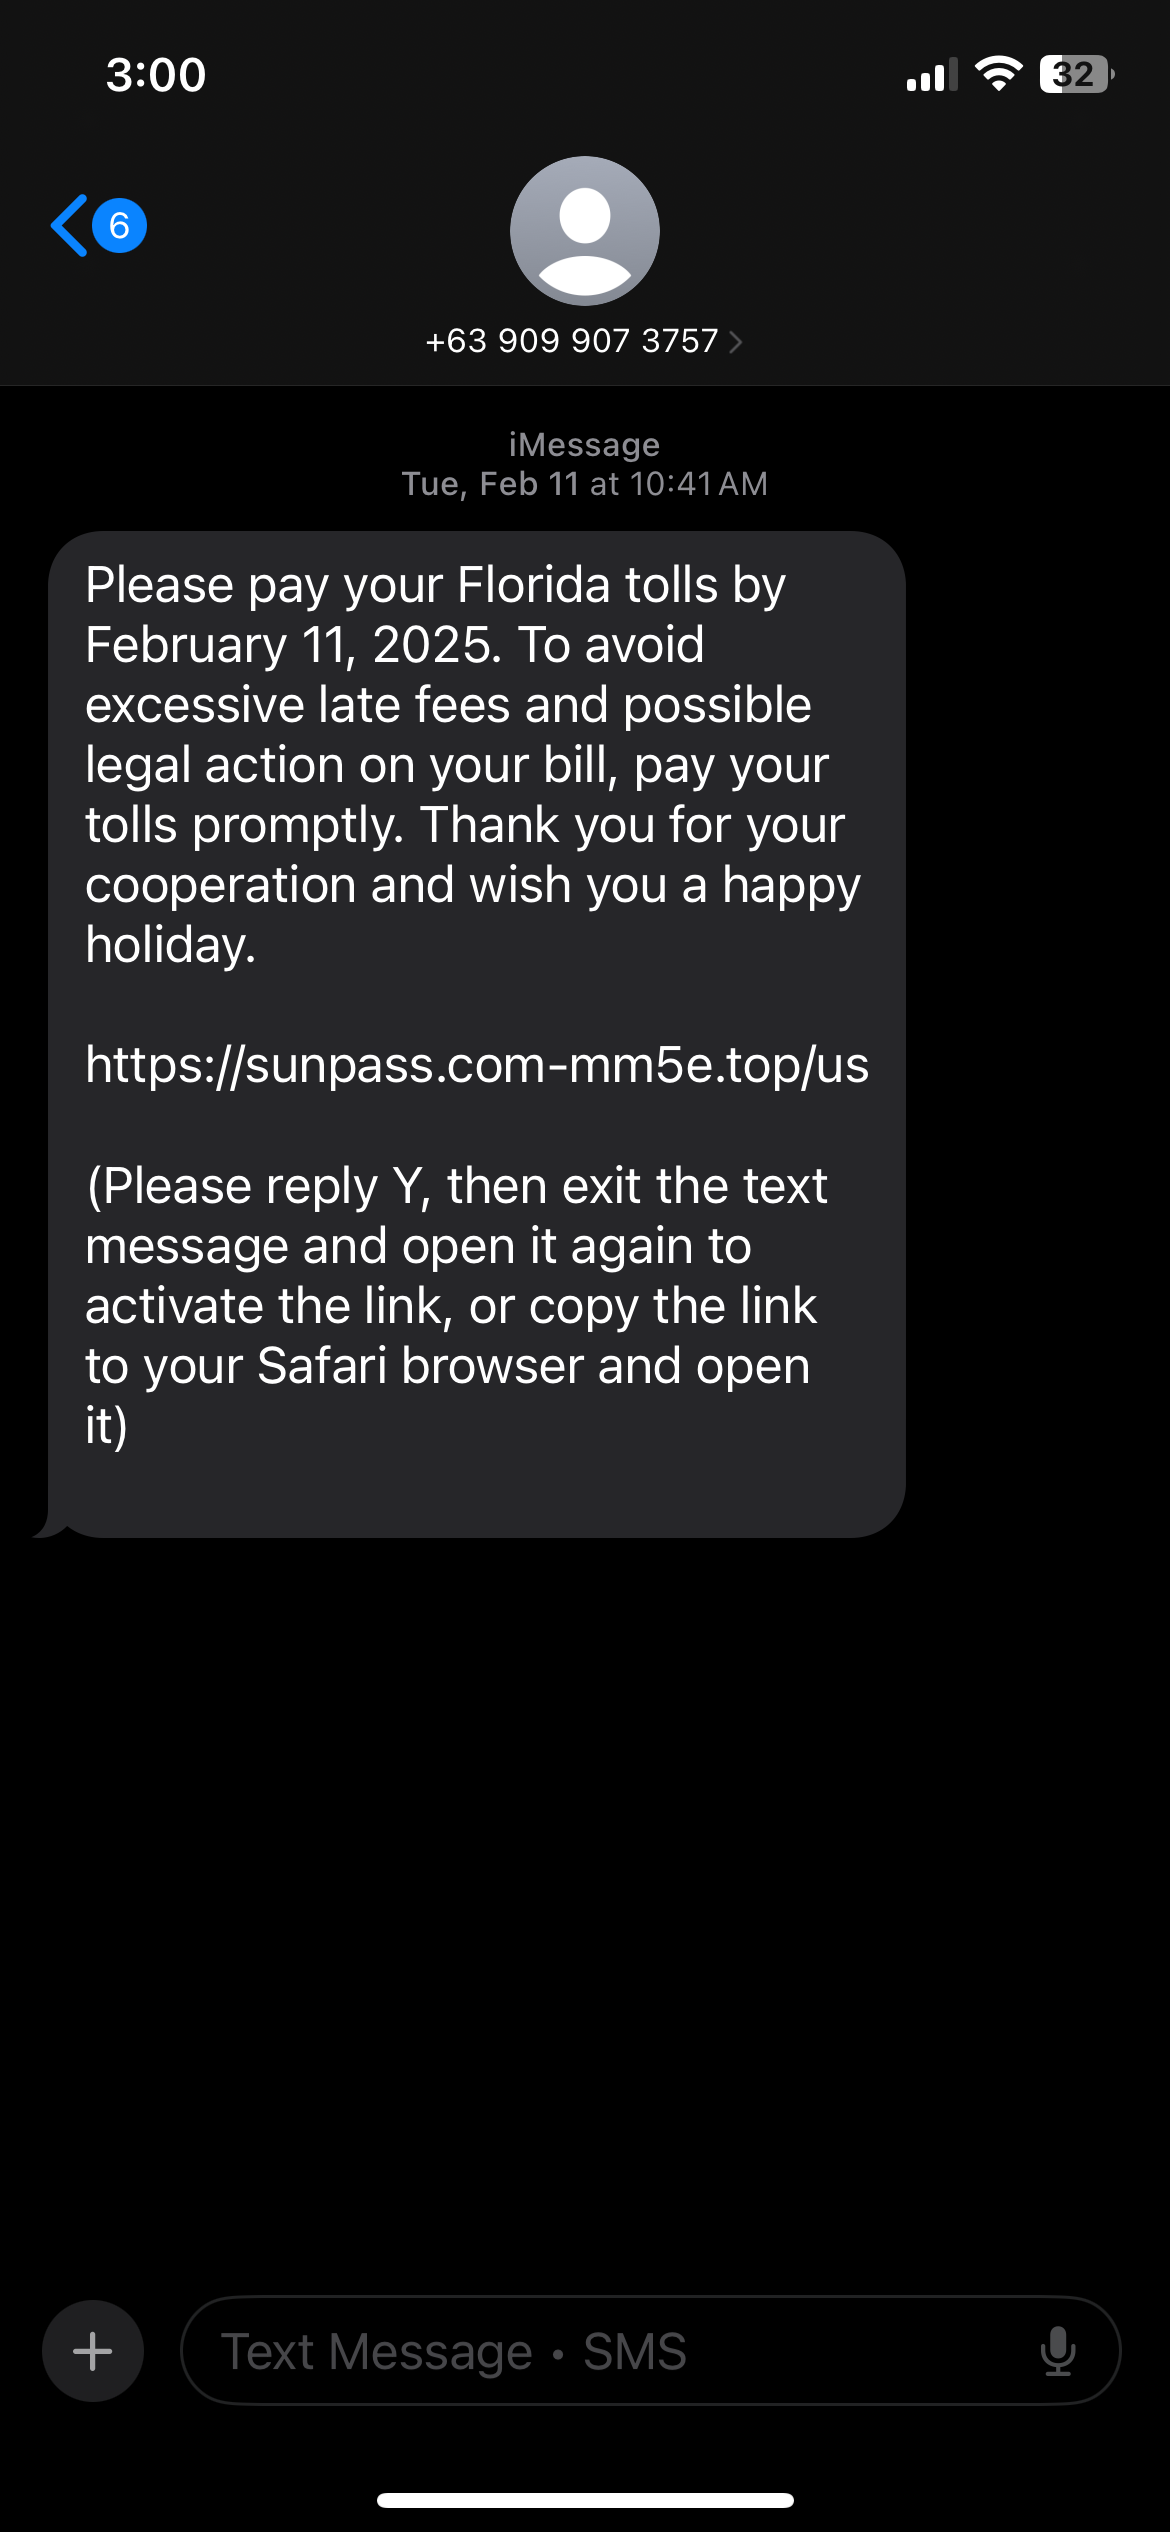 3:00
32
6
+63 909 907 3757
iMessage
Tue, Feb 11 at 10:41 AM
Please pay your Florida tolls by
February 11, 2025. To avoid
excessive late fees and possible
legal action on your bill, pay your
tolls promptly. Thank you for your
cooperation and wish you a happy
holiday.
https://sunpass.com-mm5e.top/us
(Please reply Y, then exit the text
message and open it again to
activate the link, or copy the link
to your Safari browser and open
it)
Text Message • SMS